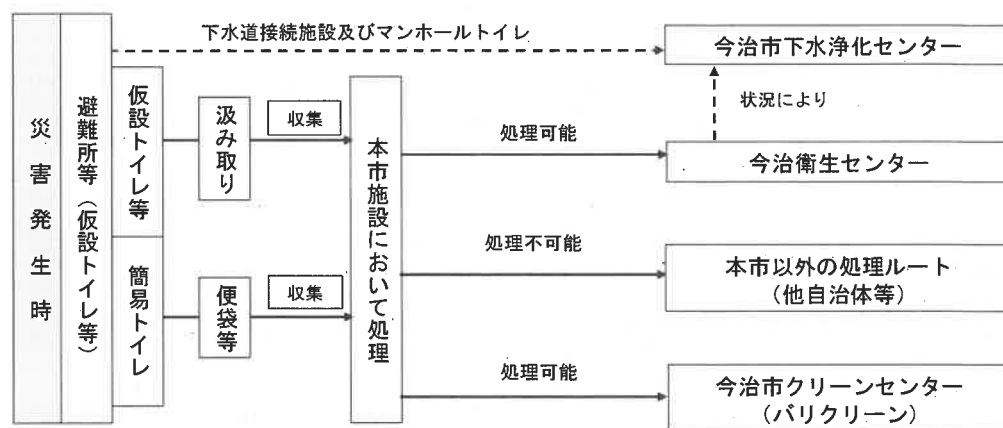 災害発生時
避難所等（仮設トイレ等）
下水道接続施設及びマンホールトイレ
今治市下水浄化センター
仮設トイレ等
汲み取り
収集
本市施設において処理
処理可能
状況により
今治衛生センター
処理不可能
本市以外の処理ルート
（他自治体等）
簡易トイレ
便袋等
収集
処理可能
今治市クリーンセンター
（バリクリーン）